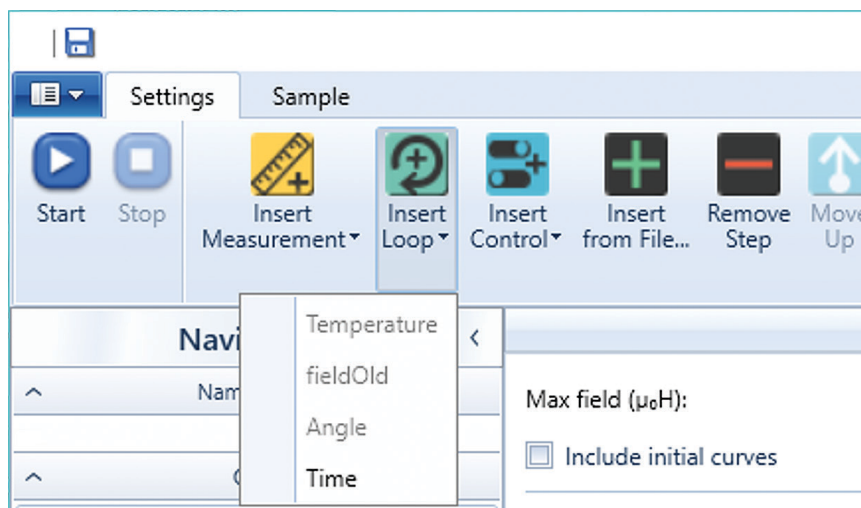 Settings
Sample
Start
Stop
Insert
Measurement
Insert
Loop
Insert
Control
Insert
from File...
Remove
Step
Move
Up
Temperature
fieldOld
Angle
Time
Max field (μ₀H):
Include initial curves